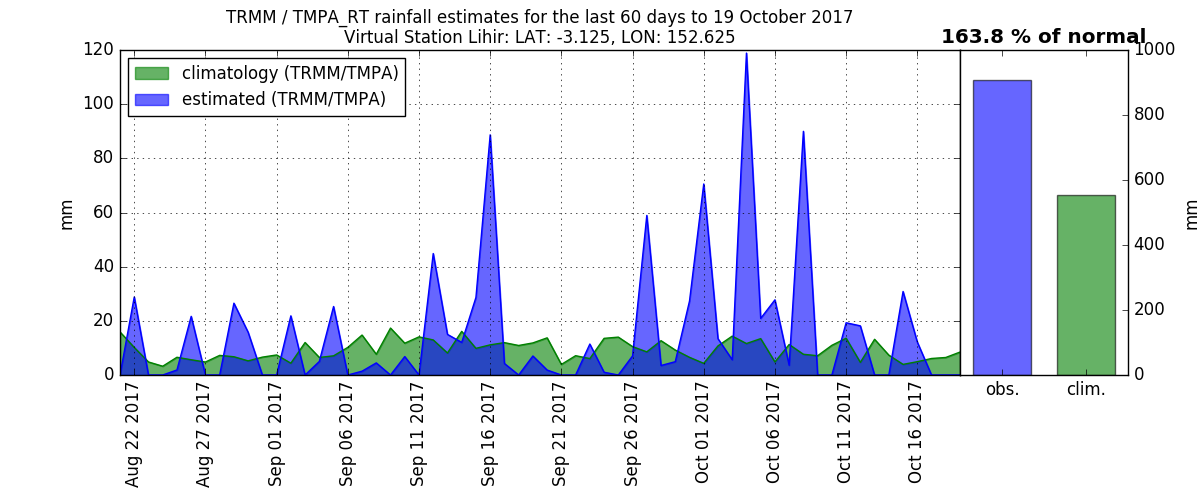 TRMM / TMPA_RT rainfall estimates for the last 60 days to 19 October 2017
Virtual Station Lihir: LAT: -3.125, LON: 152.625
163.8 % of normal
climatology (TRMM/TMPA)
estimated (TRMM/TMPA)
mm
120
100
80
60
40
20
0
Aug 22 2017
Aug 27 2017
Sep 01 2017
Sep 06 2017
Sep 11 2017
Sep 16 2017
Sep 21 2017
Sep 26 2017
Oct 01 2017
Oct 06 2017
Oct 11 2017
Oct 16 2017
1000
800
600
400
200
0
mm
obs.
clim.